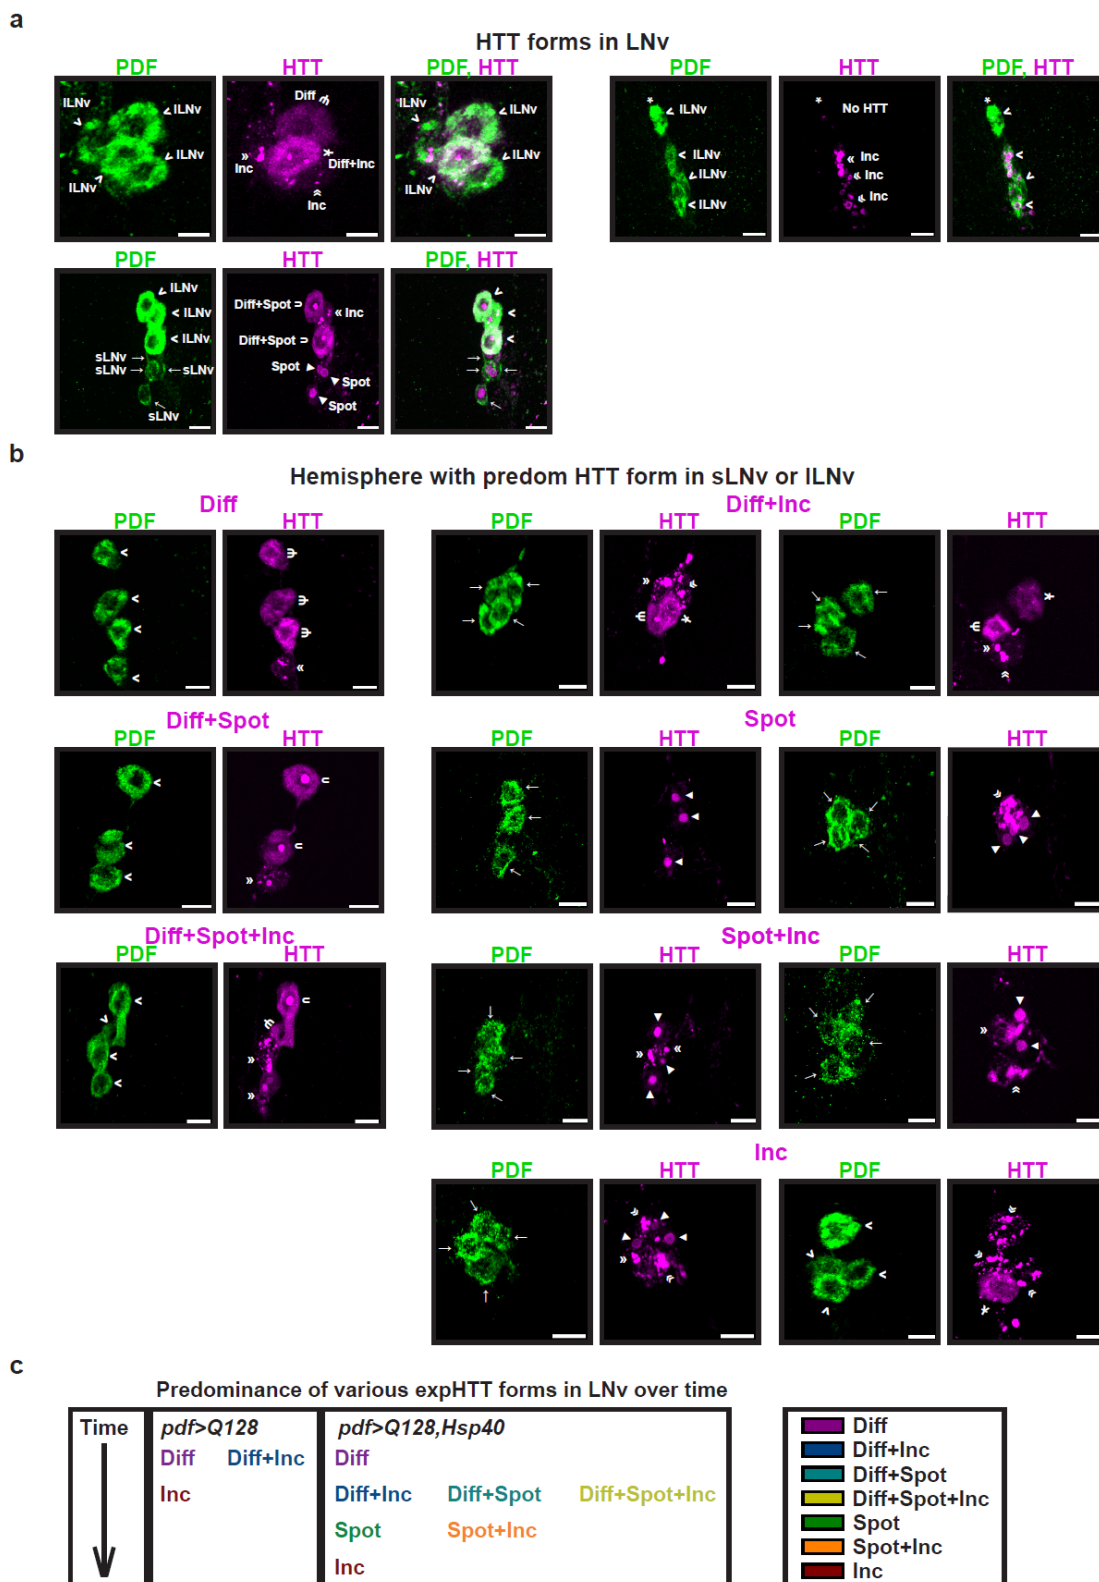 a
HTT forms in LNv
PDF HTT PDF, HTT PDF HTT PDF, HTT
lLNv lLNv lLNv lLNv
Diff Inc Diff+Inc Inc
lLNv lLNv lLNv lLNv
lLNv lLNv lLNv lLNv
* No HTT Inc Inc Inc
*
PDF HTT PDF, HTT
lLNv lLNv lLNv sLNv sLNv sLNv sLNv
Diff+Spot Inc Diff+Spot Spot Spot Spot
b
Hemisphere with predom HTT form in sLNv or lLNv
Diff Diff+Inc
PDF HTT PDF HTT PDF HTT
Diff+Spot Spot
PDF HTT PDF HTT PDF HTT
Diff+Spot+Inc Spot+Inc
PDF HTT PDF HTT PDF HTT
Inc
PDF HTT PDF HTT
c
Predominance of various expHTT forms in LNv over time
Time pdf>Q128 pdf>Q128,Hsp40
Diff Diff+Inc Diff
Inc Diff+Inc Diff+Spot Diff+Spot+Inc
Spot Spot+Inc
Inc
Diff
Diff+Inc
Diff+Spot
Diff+Spot+Inc
Spot
Spot+Inc
Inc